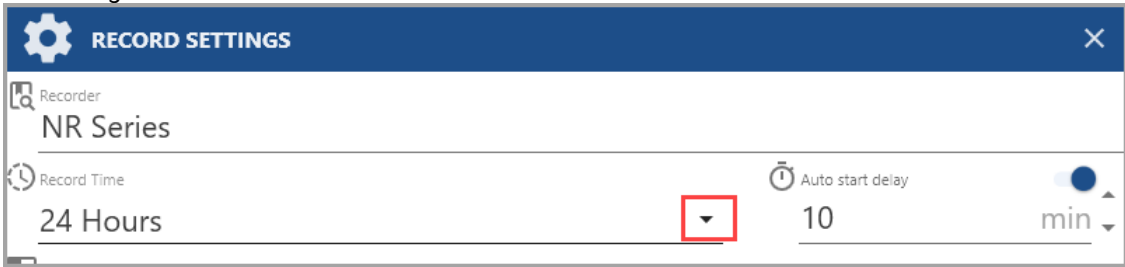 RECORD SETTINGS
Recorder
NR Series
Record Time
Auto start delay
24 Hours
10 min